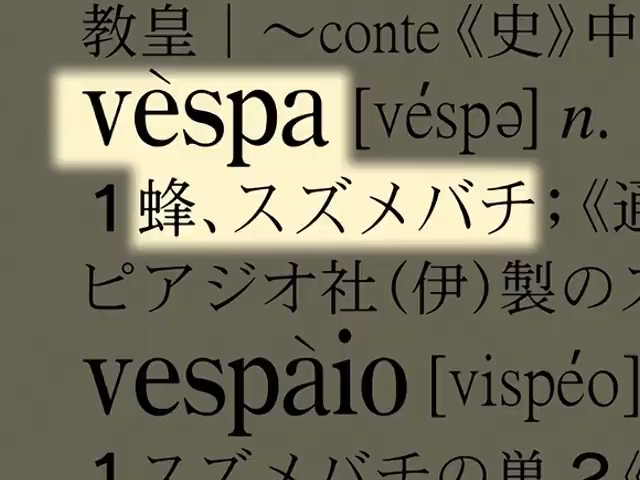 教皇｜～conte《史》中
vèspa [véspə] n.
1 蜂、スズメバチ；《通
ピアジオ社(伊)製のス
vespàio [vispéo]
1 スズメバチの巣 2《